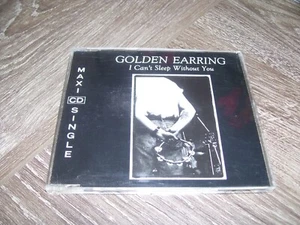 GOLDEN EARRING
I Can't Sleep Without You
MAXI CD SINGLE